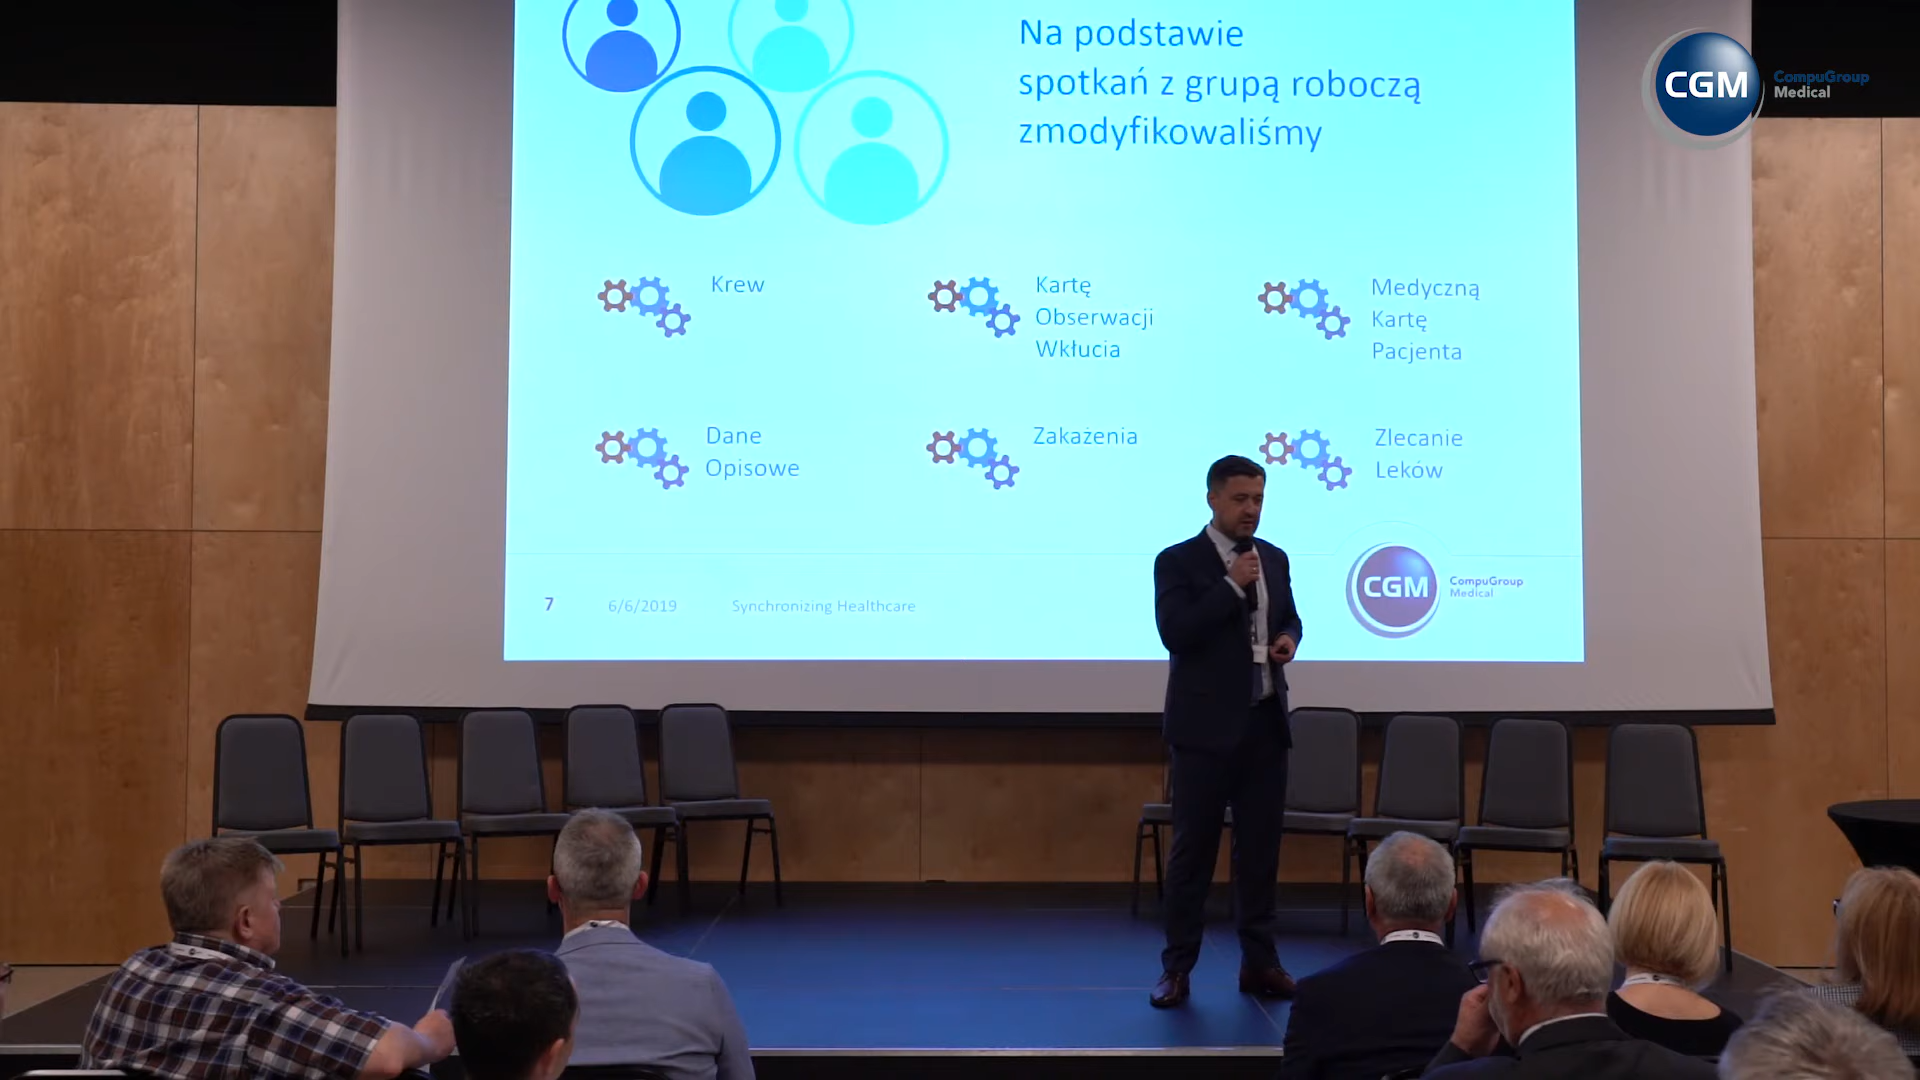 Na podstawie
spotkań z grupą roboczą
zmodyfikowaliśmy
CGM
CompuGroup
Medical
Krew
Kartę
Obserwacji
Wkłucia
Medyczną
Kartę
Pacjenta
Dane
Opisowe
Zakażenia
Zlecanie
Leków
7
6/6/2019
Synchronizing Healthcare
CGM
CompuGroup
Medical